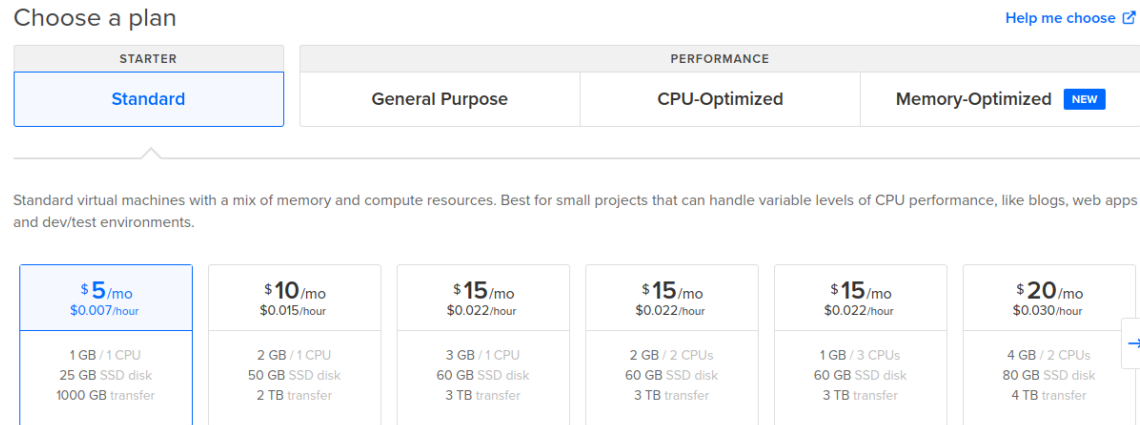 Choose a plan
Help me choose
STARTER
PERFORMANCE
Standard
General Purpose
CPU-Optimized
Memory-Optimized NEW
Standard virtual machines with a mix of memory and compute resources. Best for small projects that can handle variable levels of CPU performance, like blogs, web apps
and dev/test environments.
$ 5/mo
$0.007/hour
1 GB / 1 CPU
25 GB SSD disk
1000 GB transfer
$ 10/mo
$0.015/hour
2 GB / 1 CPU
50 GB SSD disk
2 TB transfer
$ 15/mo
$0.022/hour
3 GB / 1 CPU
60 GB SSD disk
3 TB transfer
$ 15/mo
$0.022/hour
2 GB / 2 CPUs
60 GB SSD disk
3 TB transfer
$ 15/mo
$0.022/hour
1 GB / 3 CPUs
60 GB SSD disk
3 TB transfer
$ 20/mo
$0.030/hour
4 GB / 2 CPUs
80 GB SSD disk
4 TB transfer